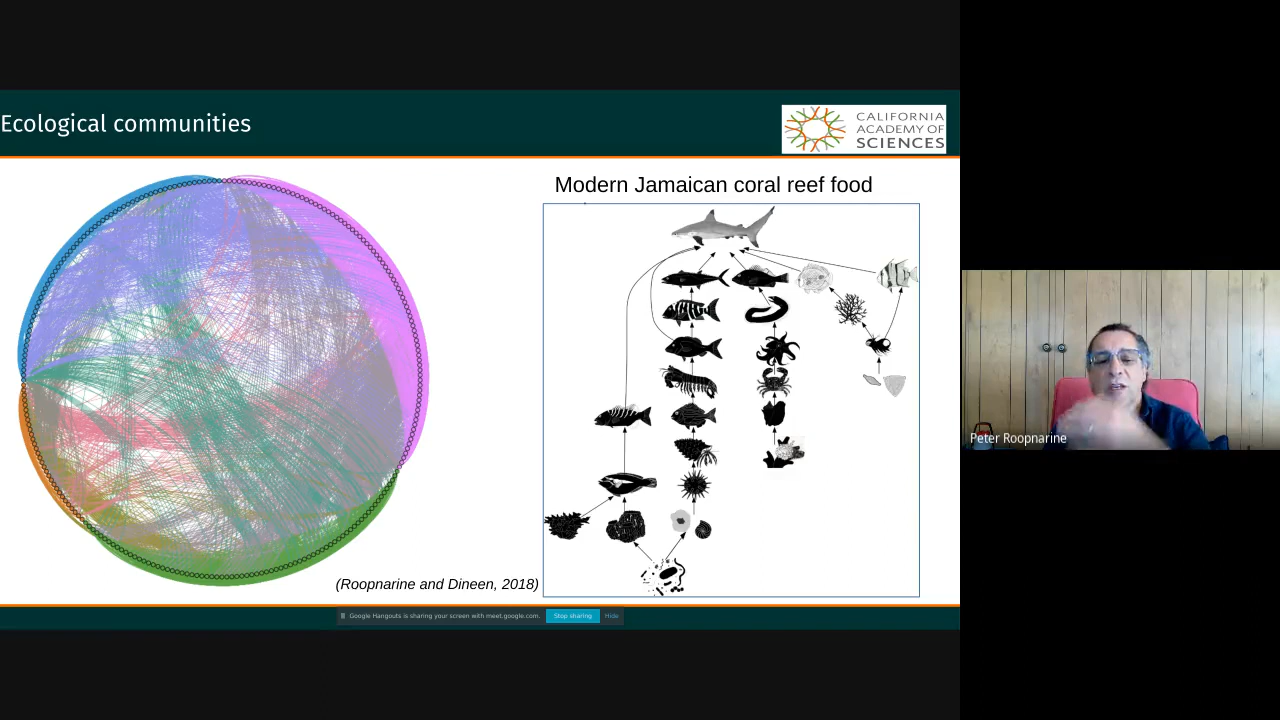 Ecological communities
CALIFORNIA
ACADEMY OF
SCIENCES
Modern Jamaican coral reef food
(Roopnarine and Dineen, 2018)
Google Hangouts is sharing your screen with meet.google.com.
Stop sharing
Hide
Peter Roopnarine